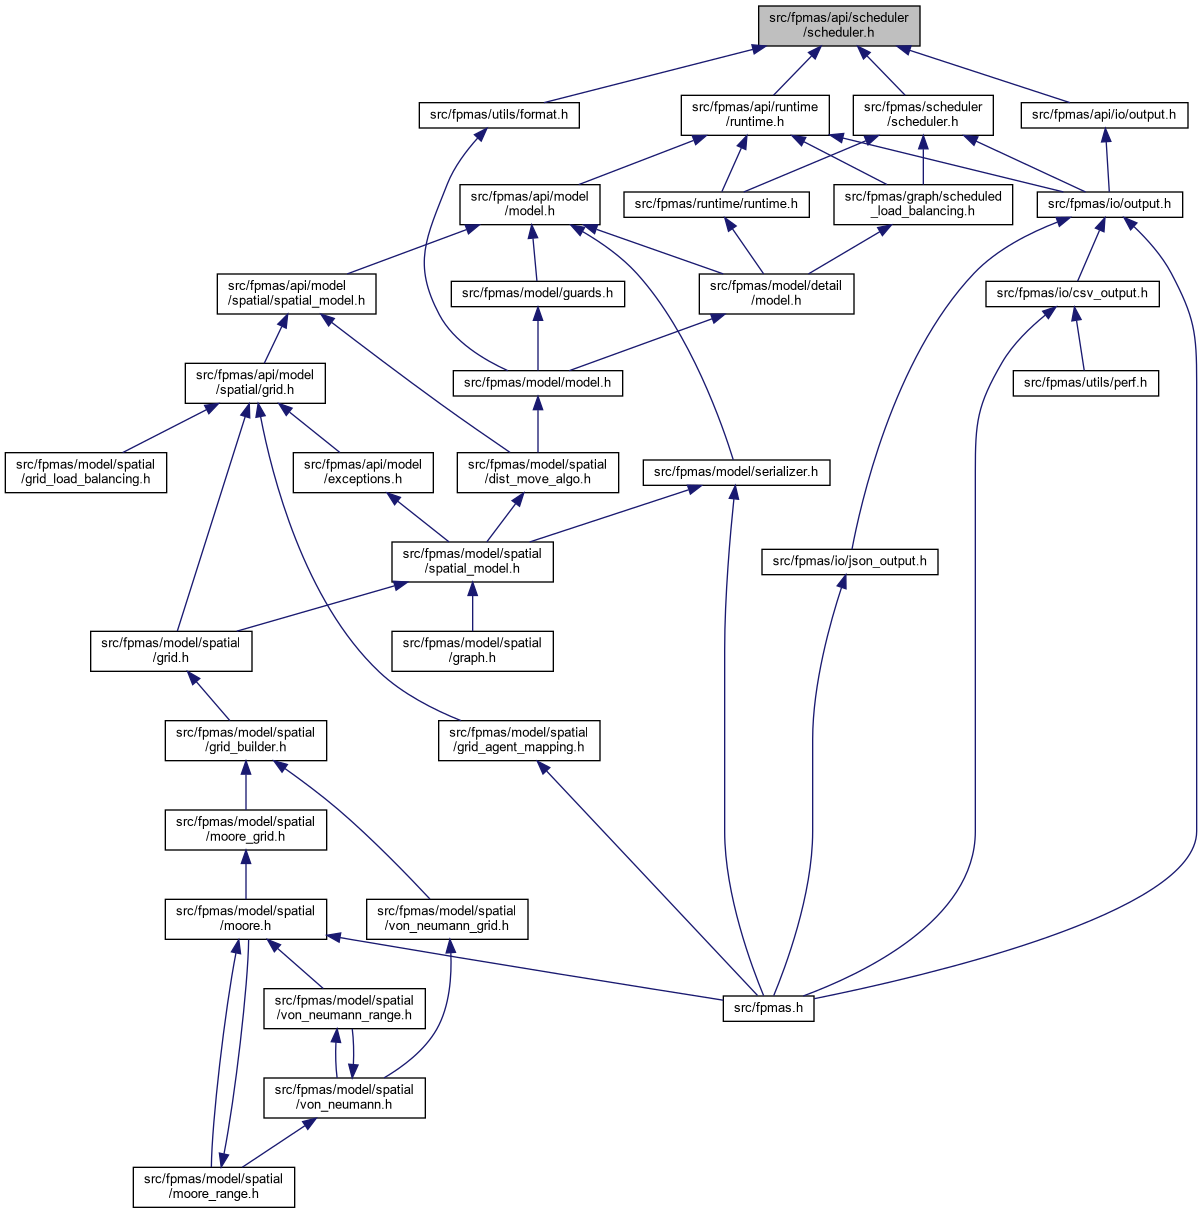 src/fpmas/api/scheduler
/scheduler.h
src/fpmas/utils/format.h
src/fpmas/api/runtime
/runtime.h
src/fpmas/scheduler
/scheduler.h
src/fpmas/api/io/output.h
src/fpmas/api/model
/model.h
src/fpmas/runtime/runtime.h
src/fpmas/graph/scheduled
_load_balancing.h
src/fpmas/io/output.h
src/fpmas/api/model
/spatial/spatial_model.h
src/fpmas/model/guards.h
src/fpmas/model/detail
/model.h
src/fpmas/io/csv_output.h
src/fpmas/api/model
/spatial/grid.h
src/fpmas/model/model.h
src/fpmas/utils/perf.h
src/fpmas/model/spatial
/grid_load_balancing.h
src/fpmas/api/model
/exceptions.h
src/fpmas/model/spatial
/dist_move_algo.h
src/fpmas/model/serializer.h
src/fpmas/model/spatial
/spatial_model.h
src/fpmas/io/json_output.h
src/fpmas/model/spatial
/grid.h
src/fpmas/model/spatial
/graph.h
src/fpmas/model/spatial
/grid_builder.h
src/fpmas/model/spatial
/grid_agent_mapping.h
src/fpmas/model/spatial
/moore_grid.h
src/fpmas/model/spatial
/moore.h
src/fpmas/model/spatial
/von_neumann_grid.h
src/fpmas/model/spatial
/von_neumann_range.h
src/fpmas.h
src/fpmas/model/spatial
/von_neumann.h
src/fpmas/model/spatial
/moore_range.h